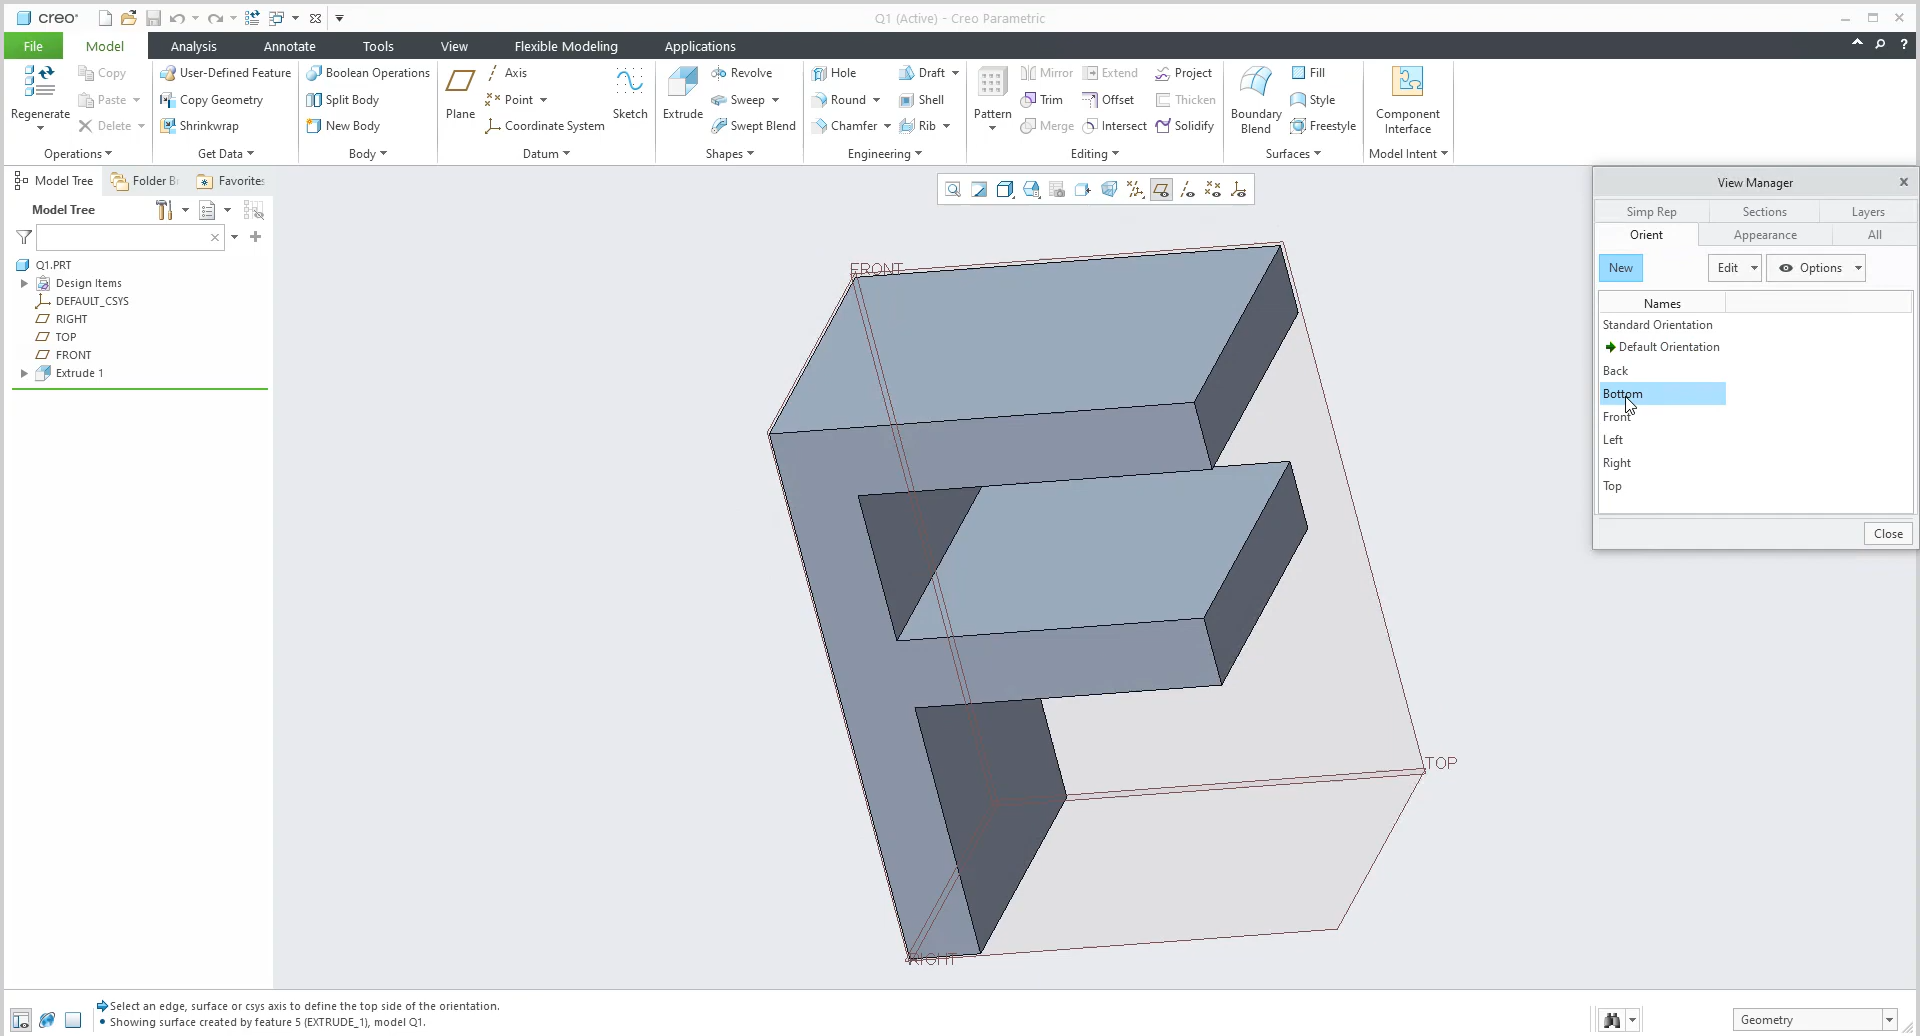 creo
Q1 (Active) - Creo Parametric
File Model Analysis Annotate Tools View Flexible Modeling Applications
Regenerate
Copy
Paste
Delete
Operations
User-Defined Feature
Copy Geometry
Shrinkwrap
Get Data
Boolean Operations
Split Body
New Body
Body
Plane
Axis
Point
Coordinate System
Sketch
Datum
Extrude
Revolve
Sweep
Swept Blend
Shapes
Hole
Round
Chamfer
Draft
Shell
Rib
Engineering
Pattern
Mirror
Trim
Merge
Extend
Offset
Intersect
Project
Thicken
Solidify
Editing
Boundary
Blend
Fill
Style
Freestyle
Surfaces
Component
Interface
Model Intent
Model Tree Folder B Favorites
Model Tree
Q1.PRT
Design Items
DEFAULT_CSYS
RIGHT
TOP
FRONT
Extrude 1
FRONT
TOP
RIGHT
View Manager
Simp Rep Sections Layers
Orient Appearance All
New Edit Options
Names
Standard Orientation
Default Orientation
Back
Bottom
Front
Left
Right
Top
Close
Select an edge, surface or csys axis to define the top side of the orientation.
• Showing surface created by feature 5 (EXTRUDE_1), model Q1.
Geometry